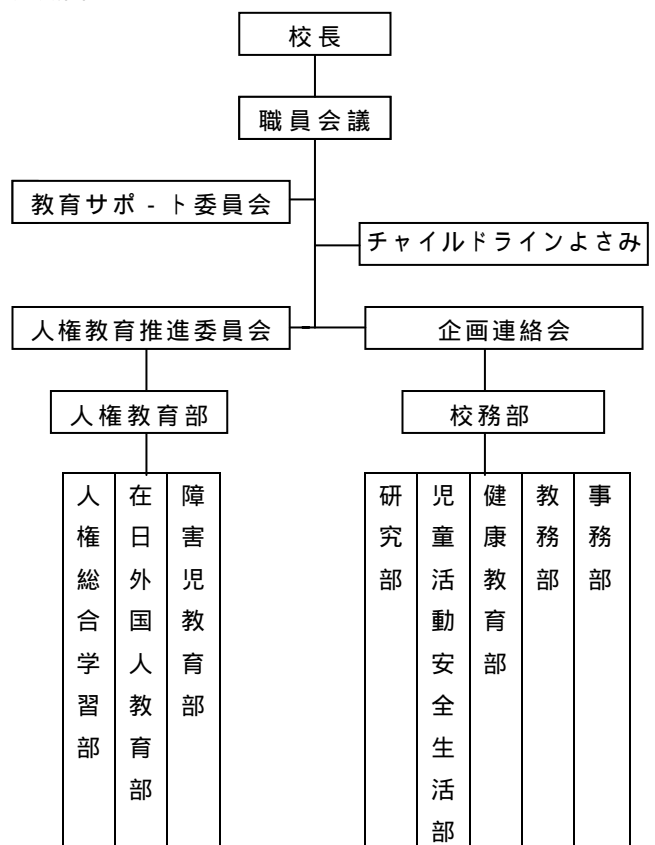 校長
職員会議
教育サポ-ト委員会
チャイルドラインよさみ
人権教育推進委員会
企画連絡会
人権教育部
校務部
人権総合学習部
在日外国人教育部
障害児教育部
研究部
児童活動安全生活部
健康教育部
教務部
事務部